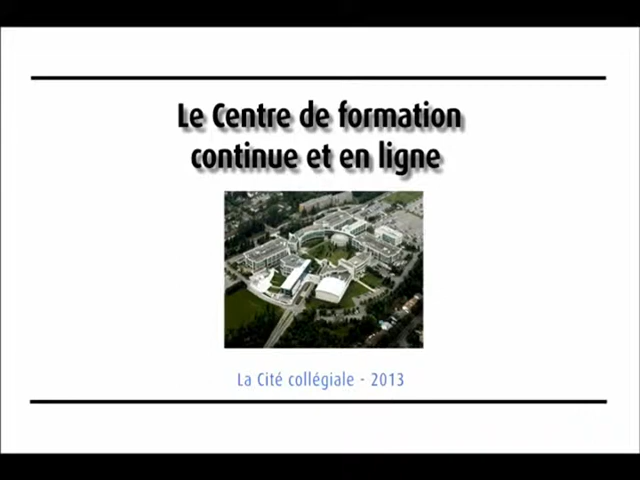 Le Centre de formation
continue et en ligne
La Cité collégiale - 2013